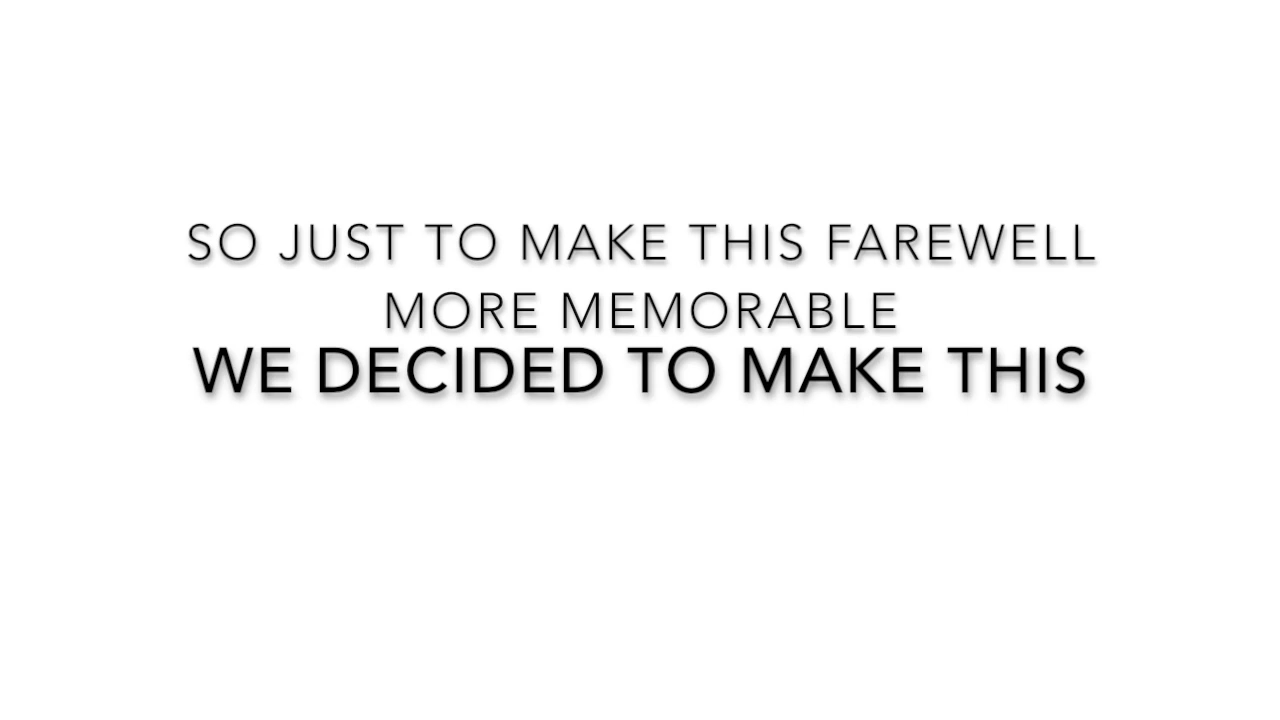 SO JUST TO MAKE THIS FAREWELL
MORE MEMORABLE
WE DECIDED TO MAKE THIS